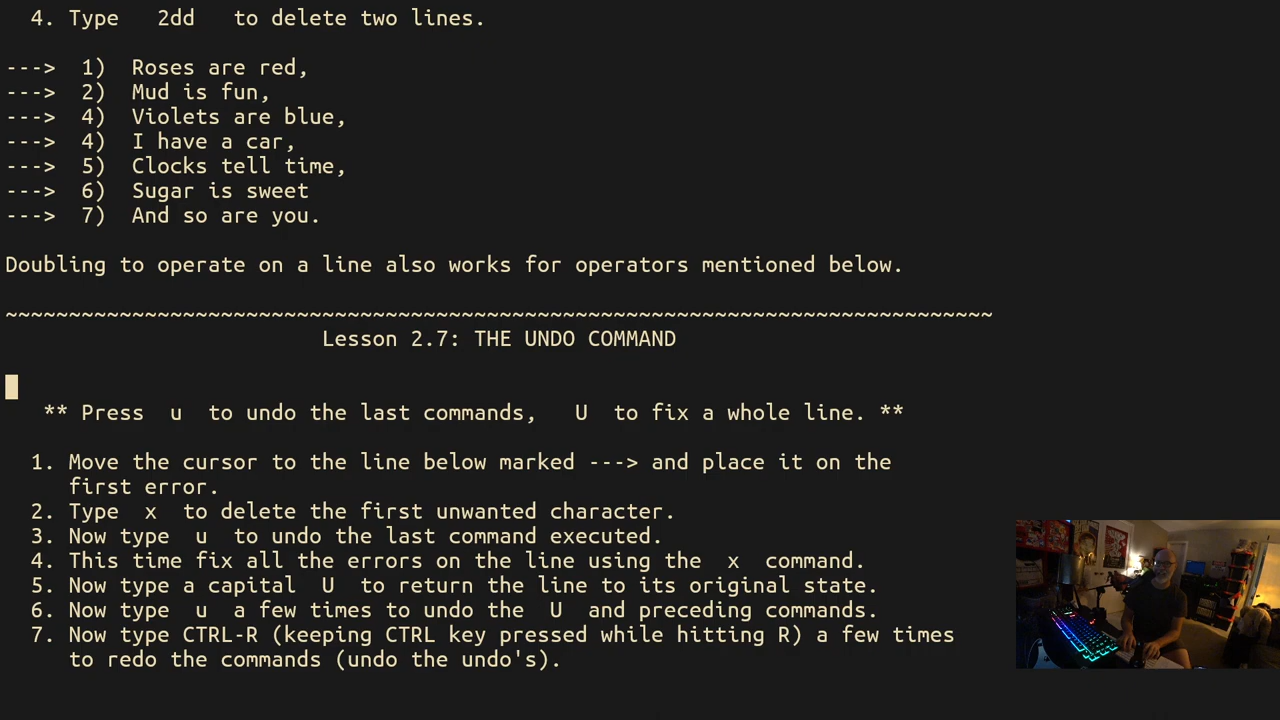 4. Type   2dd   to delete two lines.
--->  1)  Roses are red,
--->  2)  Mud is fun,
--->  4)  Violets are blue,
--->  4)  I have a car,
--->  5)  Clocks tell time,
--->  6)  Sugar is sweet
--->  7)  And so are you.
Doubling to operate on a line also works for operators mentioned below.
~~~~~~~~~~~~~~~~~~~~~~~~~~~~~~~~~~~~~~~~~~~~~~~~~~~~~~~~~~~~~~~~~~~~~~~~~~~~~~
Lesson 2.7: THE UNDO COMMAND
** Press  u  to undo the last commands,   U  to fix a whole line. **
1. Move the cursor to the line below marked ---> and place it on the
first error.
2. Type  x  to delete the first unwanted character.
3. Now type  u  to undo the last command executed.
4. This time fix all the errors on the line using the  x  command.
5. Now type a capital  U  to return the line to its original state.
6. Now type  u  a few times to undo the  U  and preceding commands.
7. Now type CTRL-R (keeping CTRL key pressed while hitting R) a few times
to redo the commands (undo the undo's).